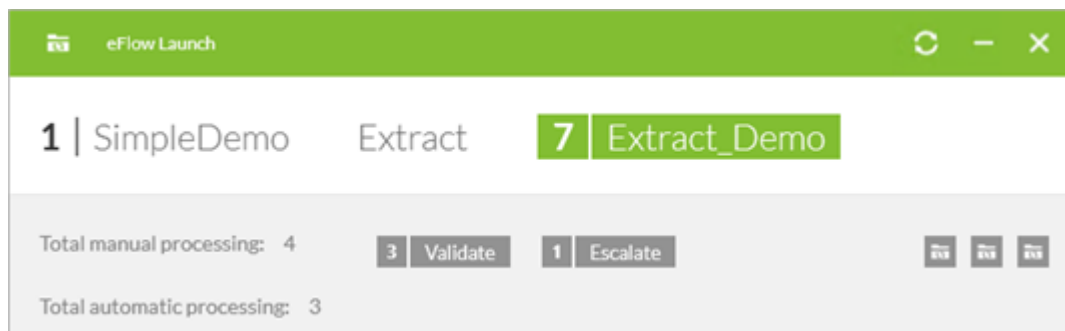 eFlow Launch
1 | SimpleDemo Extract 7 Extract_Demo
Total manual processing: 4 3 Validate 1 Escalate
Total automatic processing: 3